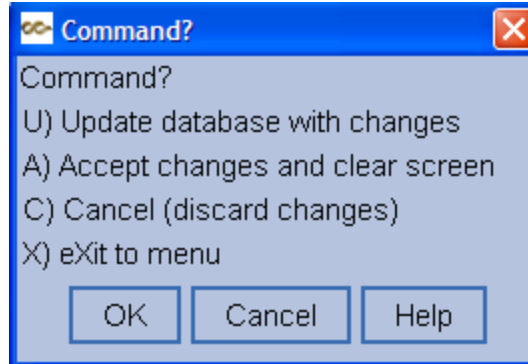 Command?
Command?
U) Update database with changes
A) Accept changes and clear screen
C) Cancel (discard changes)
X) eXit to menu
OK Cancel Help